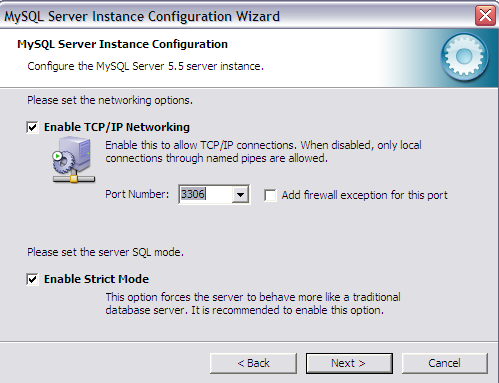 MySQL Server Instance Configuration Wizard
MySQL Server Instance Configuration
Configure the MySQL Server 5.5 server instance.
Please set the networking options.
Enable TCP/IP Networking
Enable this to allow TCP/IP connections. When disabled, only local
connections through named pipes are allowed.
Port Number: 3306 Add firewall exception for this port
Please set the server SQL mode.
Enable Strict Mode
This option forces the server to behave more like a traditional
database server. It is recommended to enable this option.
< Back Next > Cancel